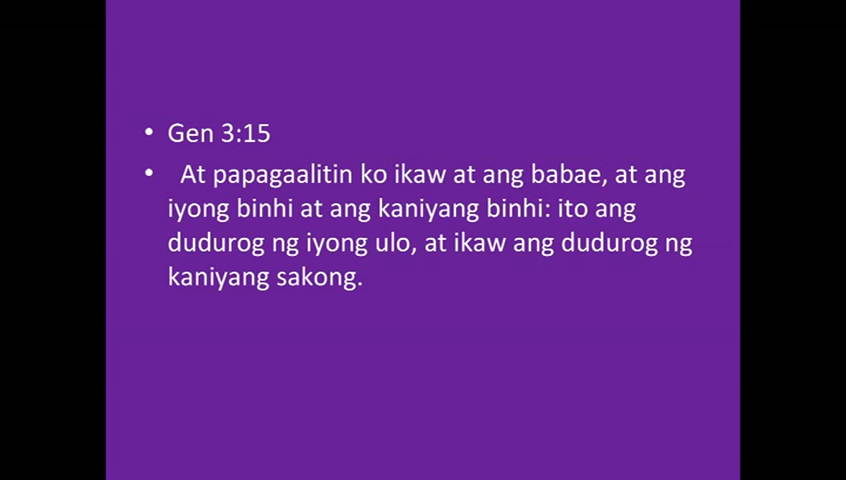 • Gen 3:15
• At papagaalitin ko ikaw at ang babae, at ang
iyong binhi at ang kaniyang binhi: ito ang
dudurog ng iyong ulo, at ikaw ang dudurog ng
kaniyang sakong.